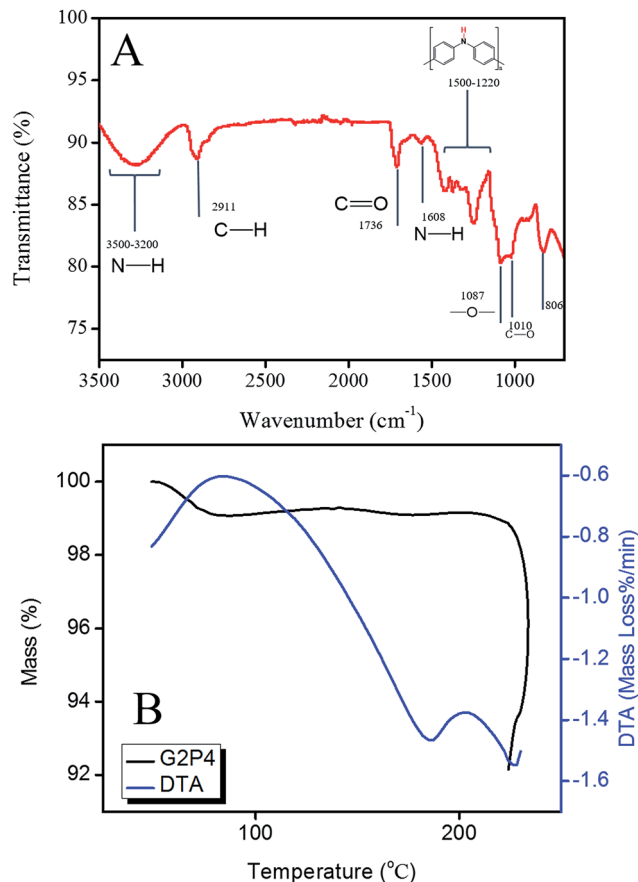 A
100
95
90
85
80
75
Transmittance (%)
H
N
n
1500-1220
3500-3200
N—H
2911
C—H
C=O
1736
1608
N—H
1087
—O—
1010
C—O
806
3500
3000
2500
2000
1500
1000
Wavenumber (cm⁻¹)
B
100
98
96
94
92
Mass (%)
-0.6
-0.8
-1.0
-1.2
-1.4
-1.6
DTA (Mass Loss%/min)
G2P4
DTA
100
200
Temperature (°C)